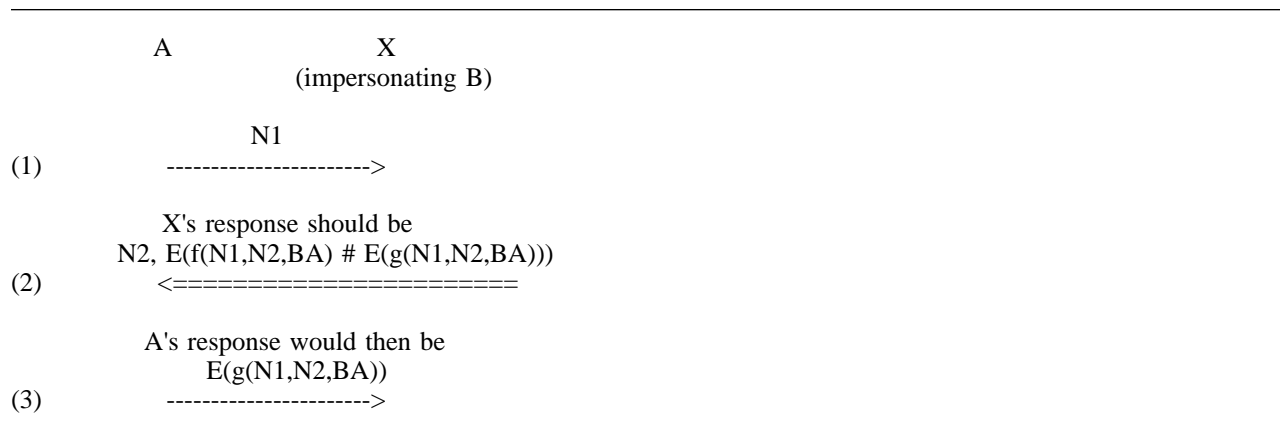 A X
(impersonating B)
N1
(1) ---------------------->
X's response should be
N2, E(f(N1,N2,BA) # E(g(N1,N2,BA)))
(2) <=======================
A's response would then be
E(g(N1,N2,BA))
(3) ---------------------->